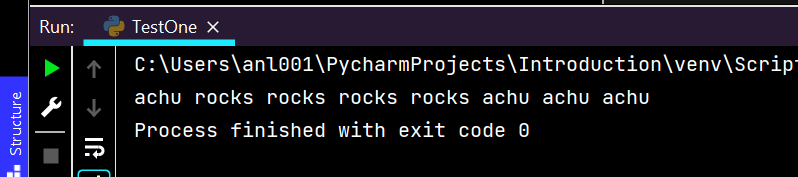 Run: TestOne
C:\Users\anl001\PycharmProjects\Introduction\venv\Script
achu rocks rocks rocks rocks achu achu achu
Process finished with exit code 0
Structure